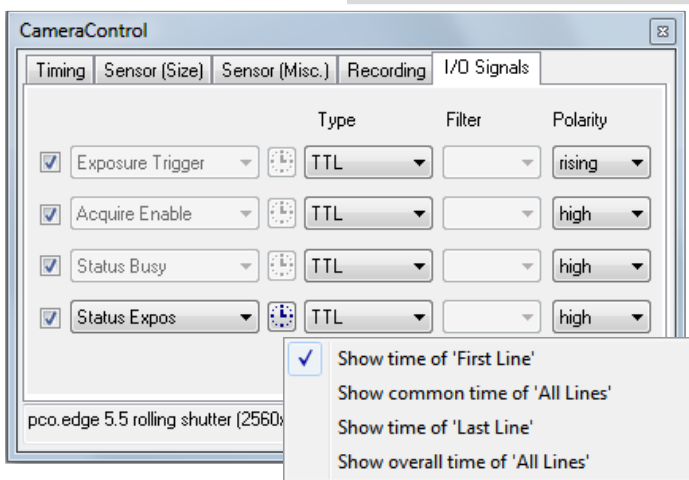 CameraControl
Timing Sensor (Size) Sensor (Misc.) Recording I/O Signals
Type Filter Polarity
Exposure Trigger TTL rising
Acquire Enable TTL high
Status Busy TTL high
Status Expos TTL high
Show time of 'First Line'
Show common time of 'All Lines'
pco.edge 5.5 rolling shutter (2560 Show time of 'Last Line'
Show overall time of 'All Lines'